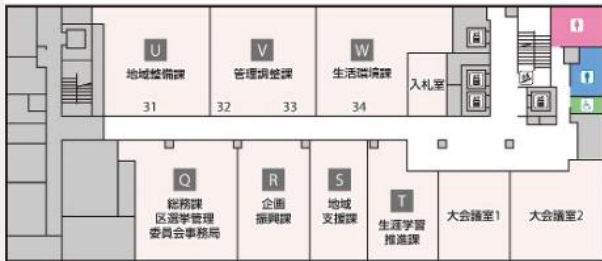 U
地域整備課
V
管理調整課
W
生活環境課
入札室
31
32
33
34
Q
総務課
区選挙管理
委員会事務局
R
企画
振興課
S
地域
支援課
T
生涯学習
推進課
大会議室1
大会議室2